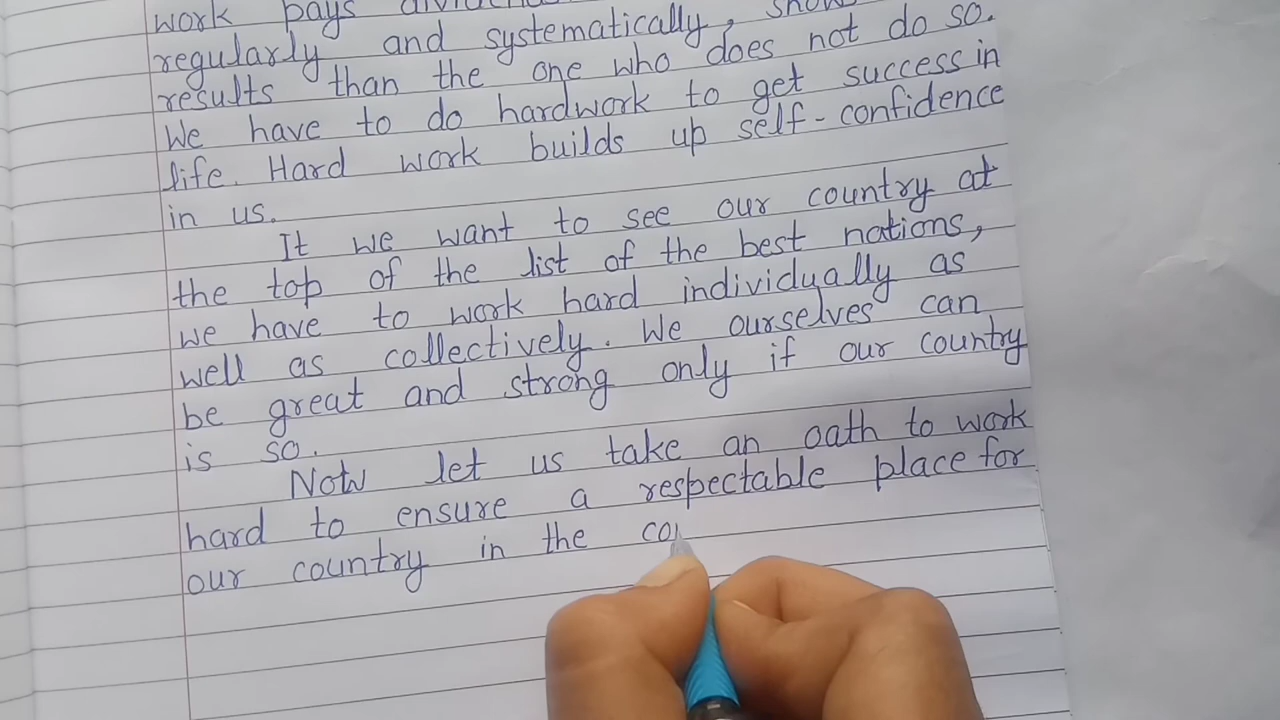 work pays
regularly and systematically, show
results than the one who does not do so.
We have to do hardwork to get success in
life. Hard work builds up self-confidence
in us.
It we want to see our country at
the top of the list of the best nations,
we have to work hard individually as
well as collectively. We ourselves can
be great and strong only if our country
is so.
Now let us take an oath to work
hard to ensure a respectable place for
our country in the